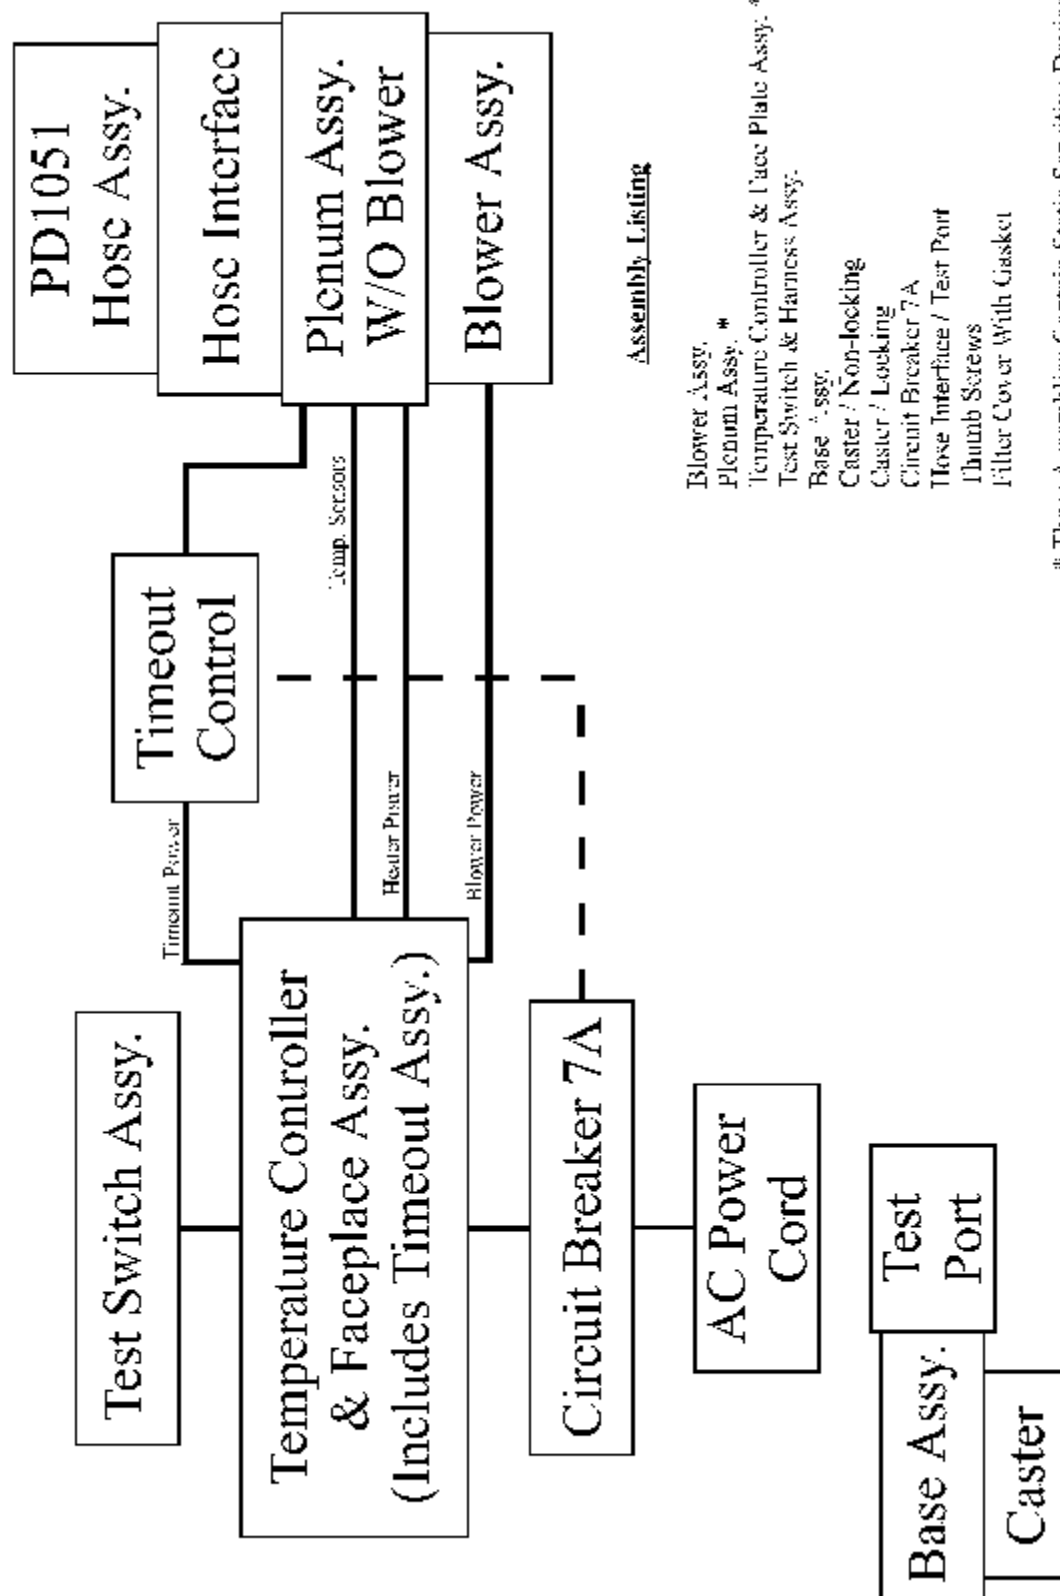 PD1051
Hose Assy.
Hose Interface
Plenum Assy.
W/O Blower
Blower Assy.
Timeout
Control
Timeout Power
Temp. Sensors
Heater Power
Blower Power
Test Switch Assy.
Temperature Controller
& Faceplace Assy.
(Includes Timeout Assy.)
Circuit Breaker 7A
AC Power
Cord
Test
Port
Base Assy.
Caster
Assembly Listing
Blower Assy.
Plenum Assy. *
Temperature Controller & Face Plate Assy. *
Test Switch & Harness Assy.
Base Assy.
Caster / Non-locking
Caster / Locking
Circuit Breaker 7A
Hose Interface / Test Port
Thumb Screws
Filter Cover With Gasket